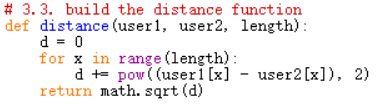 # 3.3. build the distance function
def distance(user1, user2, length):
    d = 0
    for x in range(length):
        d += pow((user1[x] - user2[x]), 2)
    return math.sqrt(d)